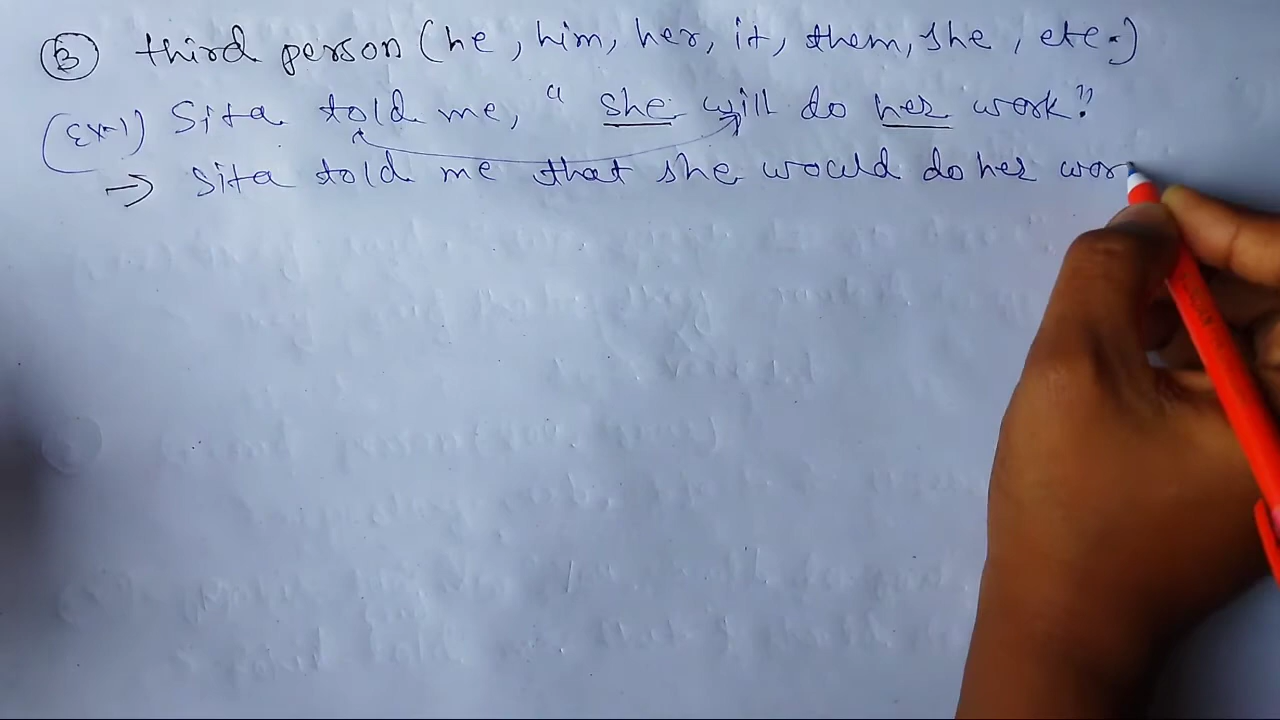 ③ third person (he, him, her, it, them, she, etc.)
(Ex-1) Sita told me, "she will do her work."
→ Sita told me that she would do her wor